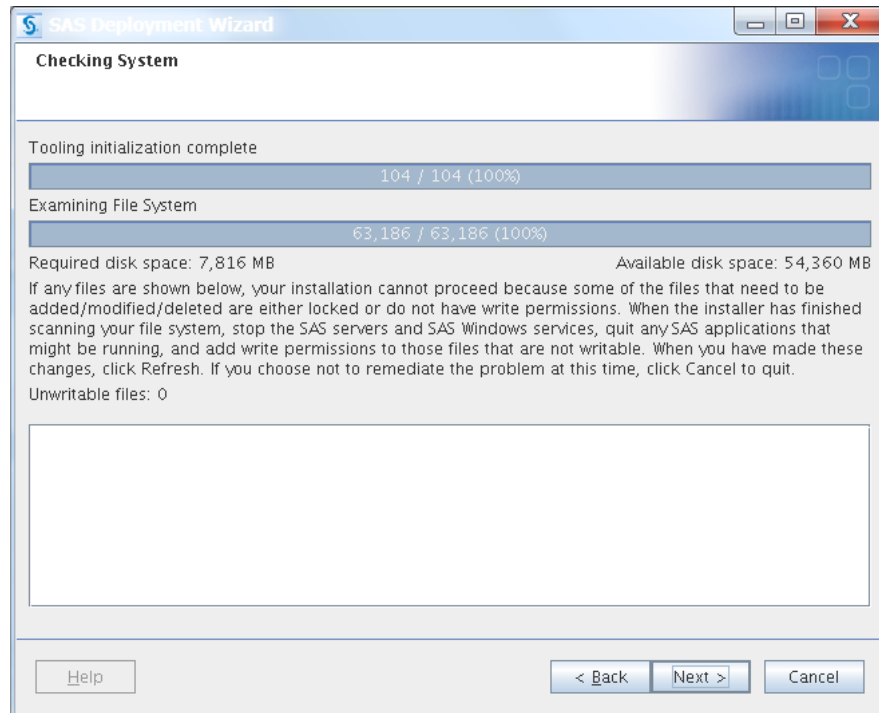 SAS Deployment Wizard
Checking System
Tooling initialization complete
104 / 104 (100%)
Examining File System
63,186 / 63,186 (100%)
Required disk space: 7,816 MB Available disk space: 54,360 MB
If any files are shown below, your installation cannot proceed because some of the files that need to be
added/modified/deleted are either locked or do not have write permissions. When the installer has finished
scanning your file system, stop the SAS servers and SAS Windows services, quit any SAS applications that
might be running, and add write permissions to those files that are not writable. When you have made these
changes, click Refresh. If you choose not to remediate the problem at this time, click Cancel to quit.
Unwritable files: 0
Help < Back Next > Cancel